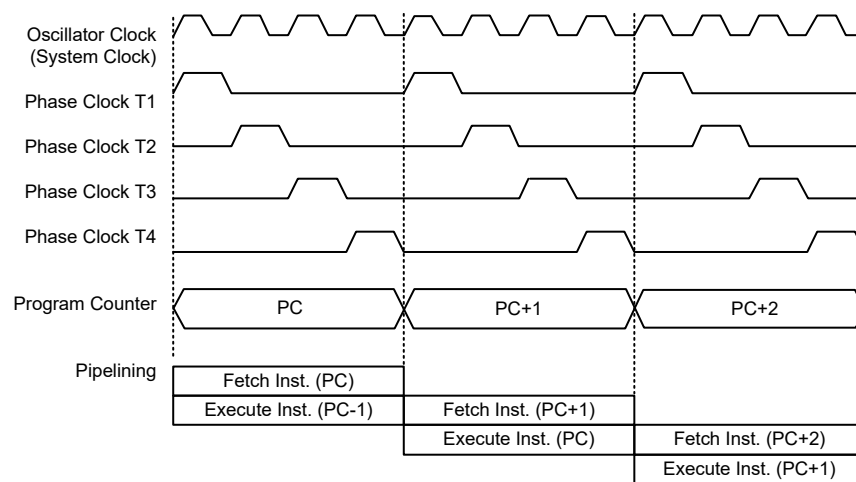 Oscillator Clock
(System Clock)
Phase Clock T1
Phase Clock T2
Phase Clock T3
Phase Clock T4
Program Counter
PC
PC+1
PC+2
Pipelining
Fetch Inst. (PC)
Execute Inst. (PC-1)
Fetch Inst. (PC+1)
Execute Inst. (PC)
Fetch Inst. (PC+2)
Execute Inst. (PC+1)